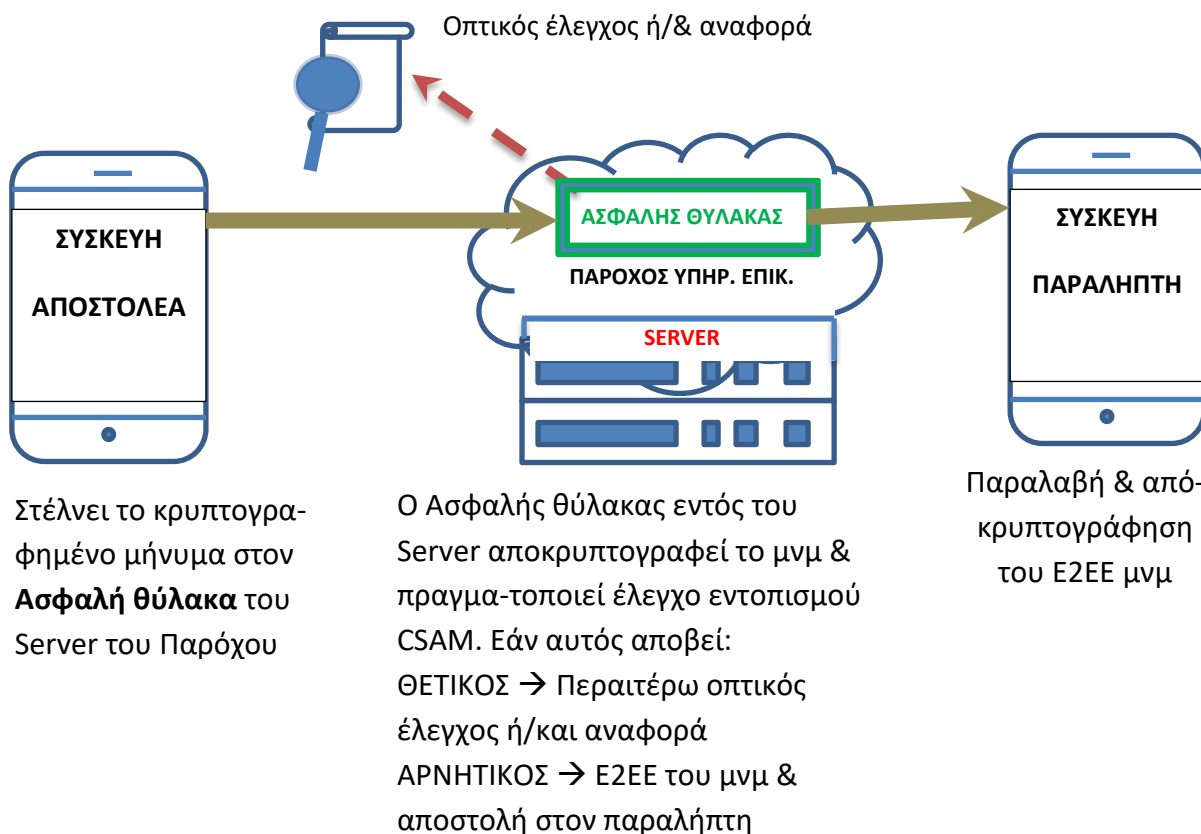 Οπτικός έλεγχος ή/& αναφορά
ΣΥΣΚΕΥΗ
ΑΠΟΣΤΟΛΕΑ
ΑΣΦΑΛΗΣ ΘΥΛΑΚΑΣ
ΠΑΡΟΧΟΣ ΥΠΗΡ. ΕΠΙΚ.
SERVER
ΣΥΣΚΕΥΗ
ΠΑΡΑΛΗΠΤΗ
Στέλνει το κρυπτογρα-
φημένο μήνυμα στον
Ασφαλή θύλακα του
Server του Παρόχου
Ο Ασφαλής θύλακας εντός του
Server αποκρυπτογραφεί το μνμ &
πραγμα-τοποιεί έλεγχο εντοπισμού
CSAM. Εάν αυτός αποβεί:
ΘΕΤΙΚΟΣ → Περαιτέρω οπτικός
έλεγχος ή/και αναφορά
ΑΡΝΗΤΙΚΟΣ → E2EE του μνμ &
αποστολή στον παραλήπτη
Παραλαβή & από-
κρυπτογράφηση
του E2EE μνμ